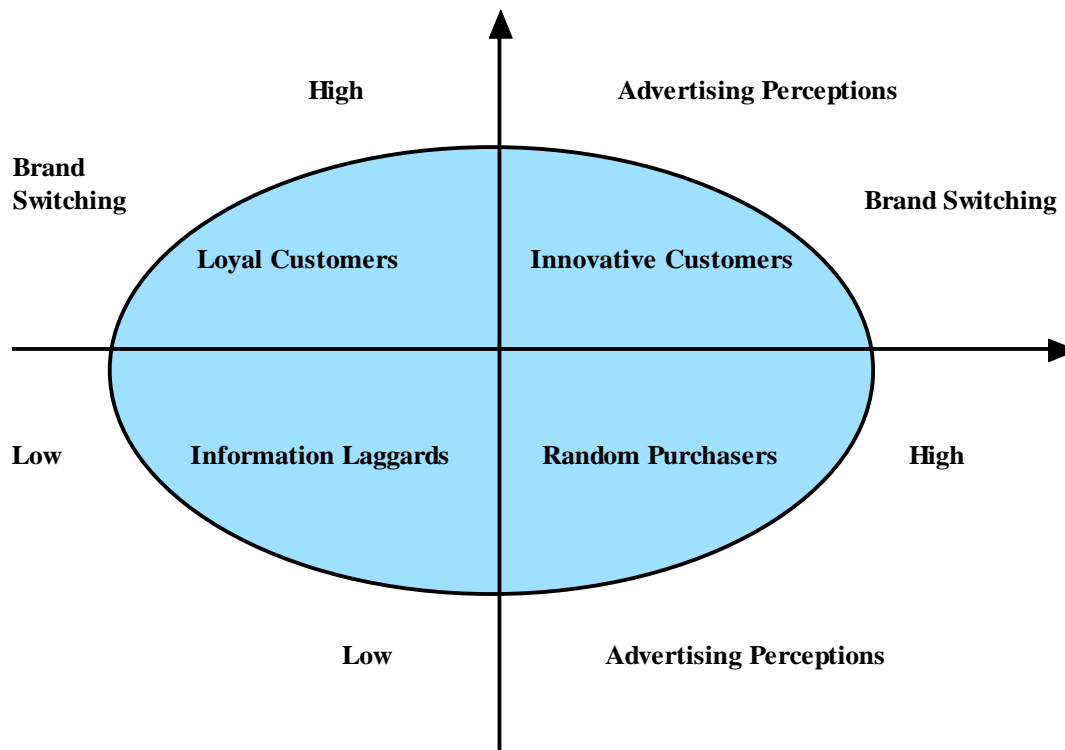 High
Advertising Perceptions
Brand
Switching
Brand Switching
Loyal Customers
Innovative Customers
Low
Information Laggards
Random Purchasers
High
Low
Advertising Perceptions